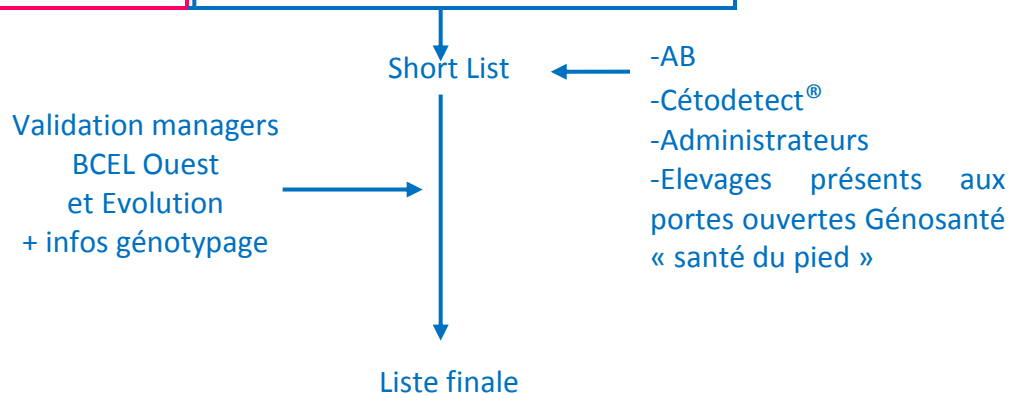 Short List
-AB
-Cétodetect®
-Administrateurs
-Elevages présents aux
portes ouvertes Génosanté
« santé du pied »
Validation managers
BCEL Ouest
et Evolution
+ infos génotypage
Liste finale